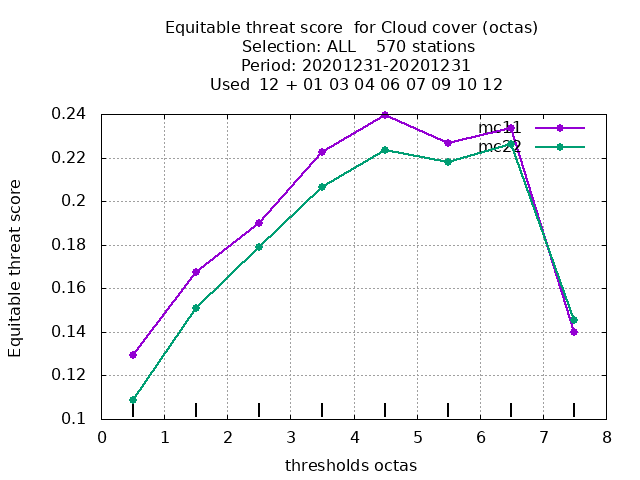 Equitable threat score  for Cloud cover (octas)
Selection: ALL    570 stations
Period: 20201231-20201231
Used  12 + 01 03 04 06 07 09 10 12
Equitable threat score
0.24
0.22
0.2
0.18
0.16
0.14
0.12
0.1
mc11
mc22
0 1 2 3 4 5 6 7 8
thresholds octas